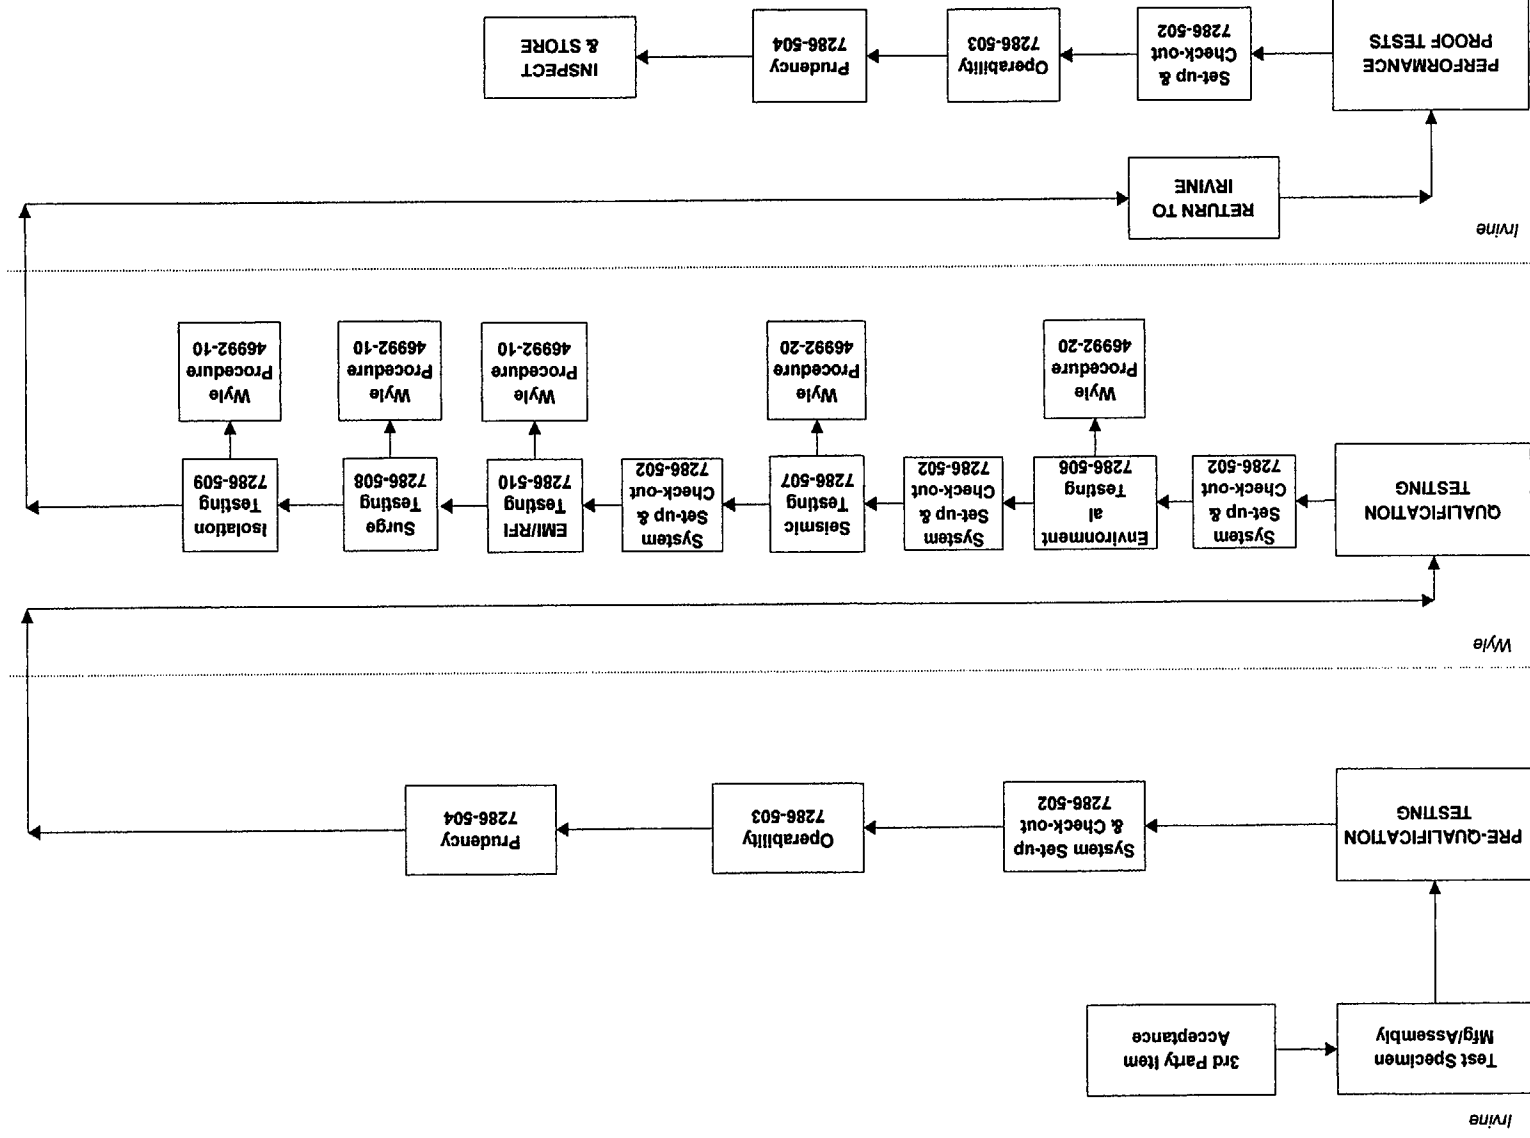 Irvine
Test Specimen
Mfg/Assembly
3rd Party Item
Acceptance
PRE-QUALIFICATION
TESTING
System Set-up
& Check-out
7286-502
Operability
7286-503
Prudency
7286-504
Wyle
QUALIFICATION
TESTING
System
Set-up &
Check-out
7286-502
Environment
al
Testing
7286-506
System
Set-up &
Check-out
7286-502
Seismic
Testing
7286-507
System
Set-up &
Check-out
7286-502
EMI/RFI
Testing
7286-510
Surge
Testing
7286-508
Isolation
Testing
7286-509
Wyle
Procedure
46992-20
Wyle
Procedure
46992-20
Wyle
Procedure
46992-10
Wyle
Procedure
46992-10
Wyle
Procedure
46992-10
Irvine
RETURN TO
IRVINE
PERFORMANCE
PROOF TESTS
Set-up &
Check-out
7286-502
Operability
7286-503
Prudency
7286-504
INSPECT
& STORE